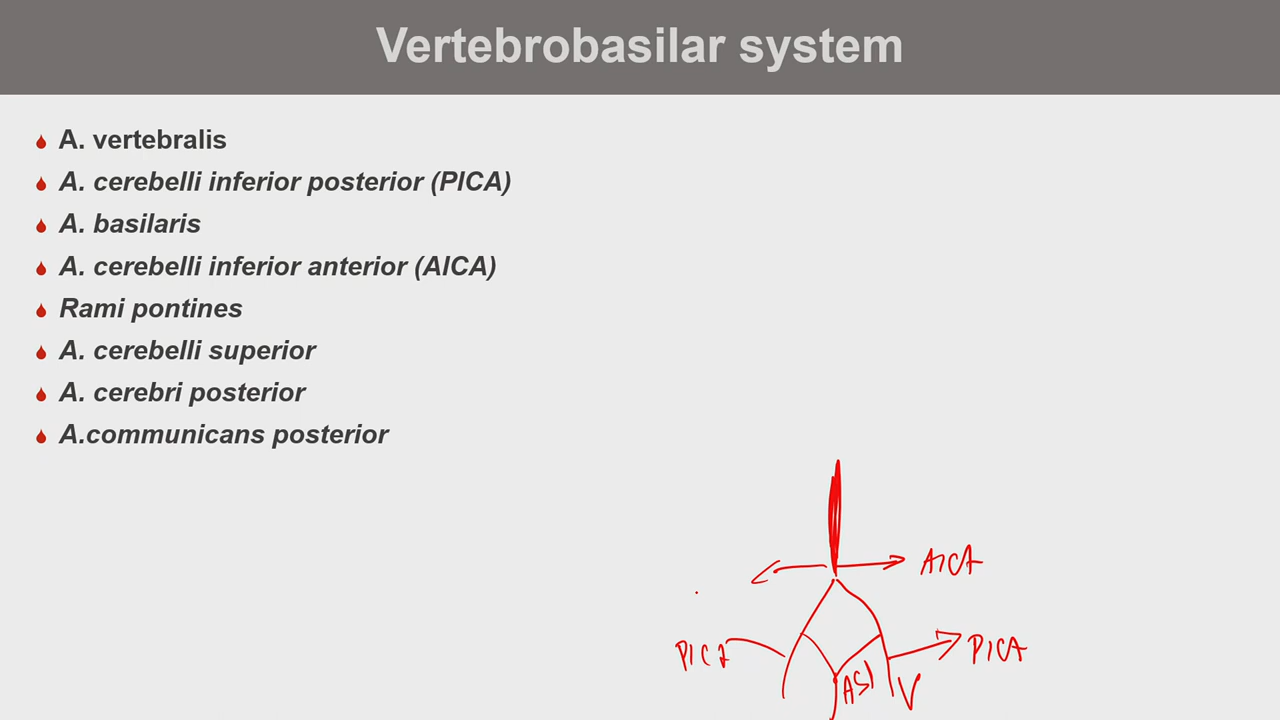 Vertebrobasilar system
A. vertebralis
A. cerebelli inferior posterior (PICA)
A. basilaris
A. cerebelli inferior anterior (AICA)
Rami pontines
A. cerebelli superior
A. cerebri posterior
A.communicans posterior
AICA
PICA
PICA
V